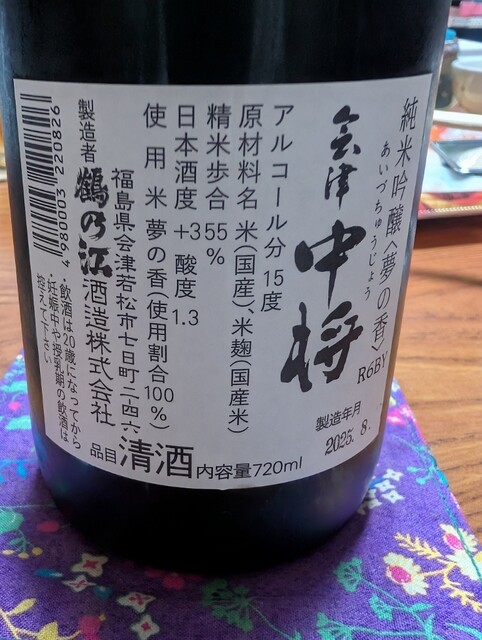 純米吟醸〈夢の香〉R6BY
あいづちゅうじょう
会津中将
製造年月
2025. 8.
アルコール分 15度
原材料名 米(国産)、米麹(国産米)
精米歩合 55%
日本酒度 +3 酸度 1.3
使用米 夢の香(使用割合100%)
福島県会津若松市七日町二-四六
製造者 鶴乃江酒造株式会社
・飲酒は20歳になってから
・妊娠中や授乳期の飲酒は
控えて下さい
4 980003 220826
品目 清酒 内容量720ml